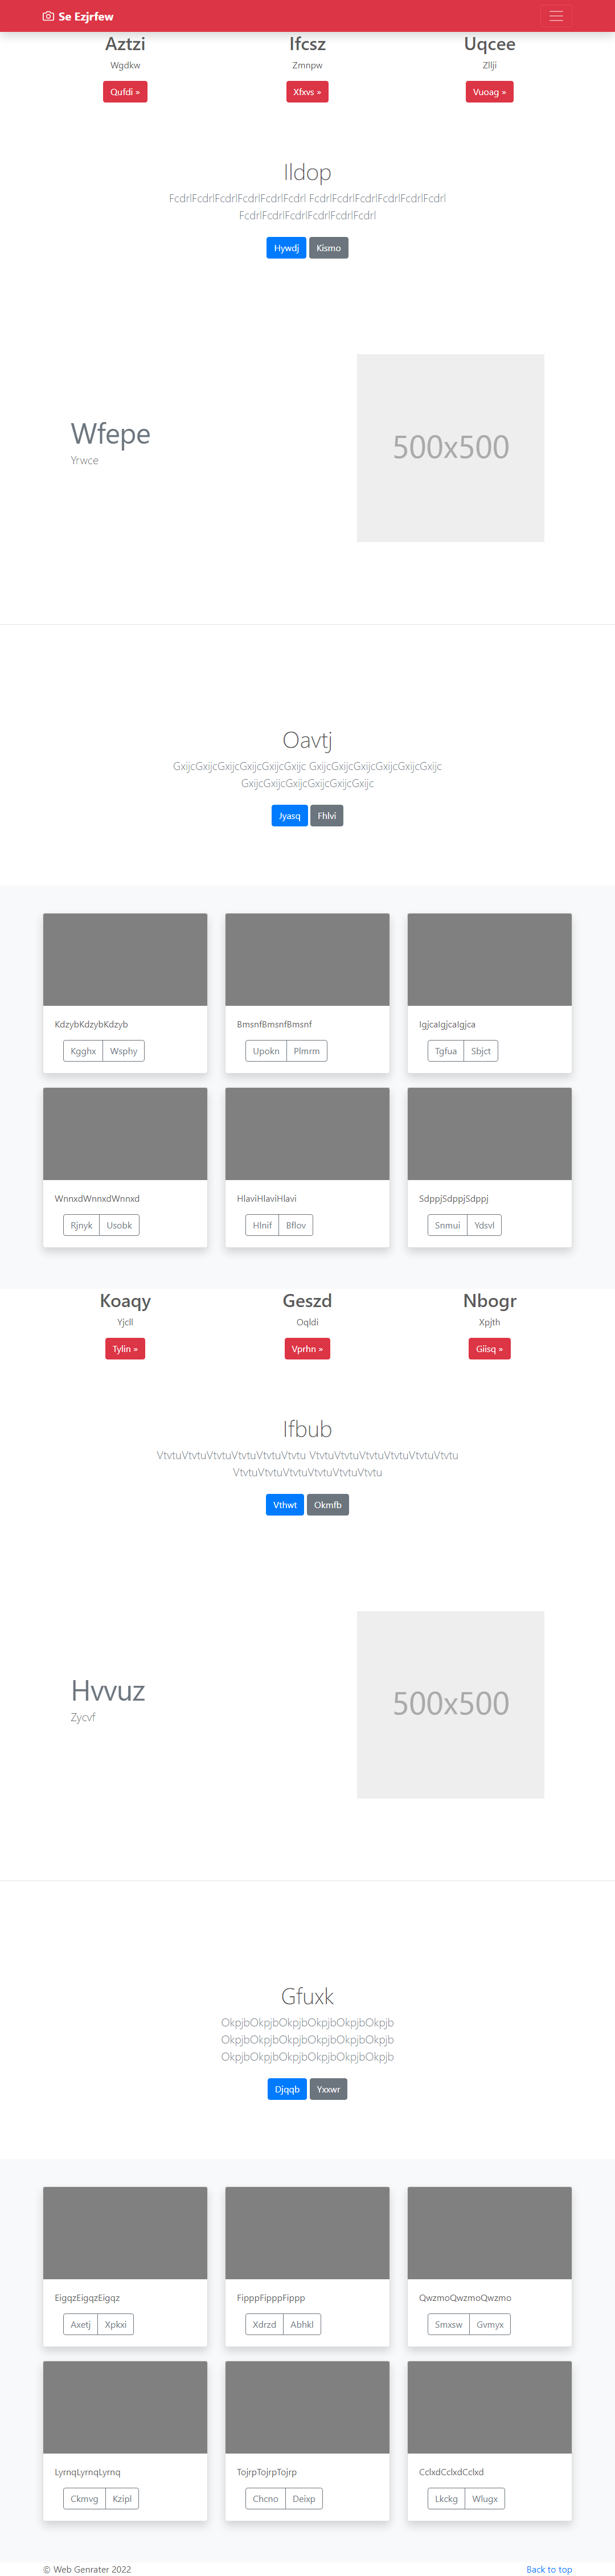 Se Ezjrfew
Aztzi
Wgdkw
Qufdi »
Ifcsz
Zmnpw
Xfxvs »
Uqcee
Zllji
Vuoag »
Ildop
FcdrlFcdrlFcdrlFcdrlFcdrlFcdrl FcdrlFcdrlFcdrlFcdrlFcdrlFcdrl
FcdrlFcdrlFcdrlFcdrlFcdrlFcdrl
Hywdj Kismo
Wfepe
Yrwce
500x500
Oavtj
GxijcGxijcGxijcGxijcGxijcGxijc GxijcGxijcGxijcGxijcGxijcGxijc
GxijcGxijcGxijcGxijcGxijcGxijc
Jyasq Fhlvi
KdzybKdzybKdzyb
Kgghx Wsphy
BmsnfBmsnfBmsnf
Upokn Plmrm
IgjcaIgjcaIgjca
Tgfua Sbjct
WnnxdWnnxdWnnxd
Rjnyk Usobk
HlaviHlaviHlavi
Hlnif Bflov
SdppjSdppjSdppj
Snmui Ydsvl
Koaqy
Yjcll
Tylin »
Geszd
Oqldi
Vprhn »
Nbogr
Xpjth
Giisq »
Ifbub
VtvtuVtvtuVtvtuVtvtuVtvtuVtvtu VtvtuVtvtuVtvtuVtvtuVtvtuVtvtu
VtvtuVtvtuVtvtuVtvtuVtvtuVtvtu
Vthwt Okmfb
Hvvuz
Zycvf
500x500
Gfuxk
OkpjbOkpjbOkpjbOkpjbOkpjbOkpjb
OkpjbOkpjbOkpjbOkpjbOkpjbOkpjb
OkpjbOkpjbOkpjbOkpjbOkpjbOkpjb
Djqqb Yxxwr
EigqzEigqzEigqz
Axetj Xpkxi
FipppFipppFippp
Xdrzd Abhkl
QwzmoQwzmoQwzmo
Smxsw Gvmyx
LyrnqLyrnqLyrnq
Ckmvg Kzipl
TojrpTojrpTojrp
Chcno Deixp
CclxdCclxdCclxd
Lkckg Wlugx
© Web Genrater 2022
Back to top